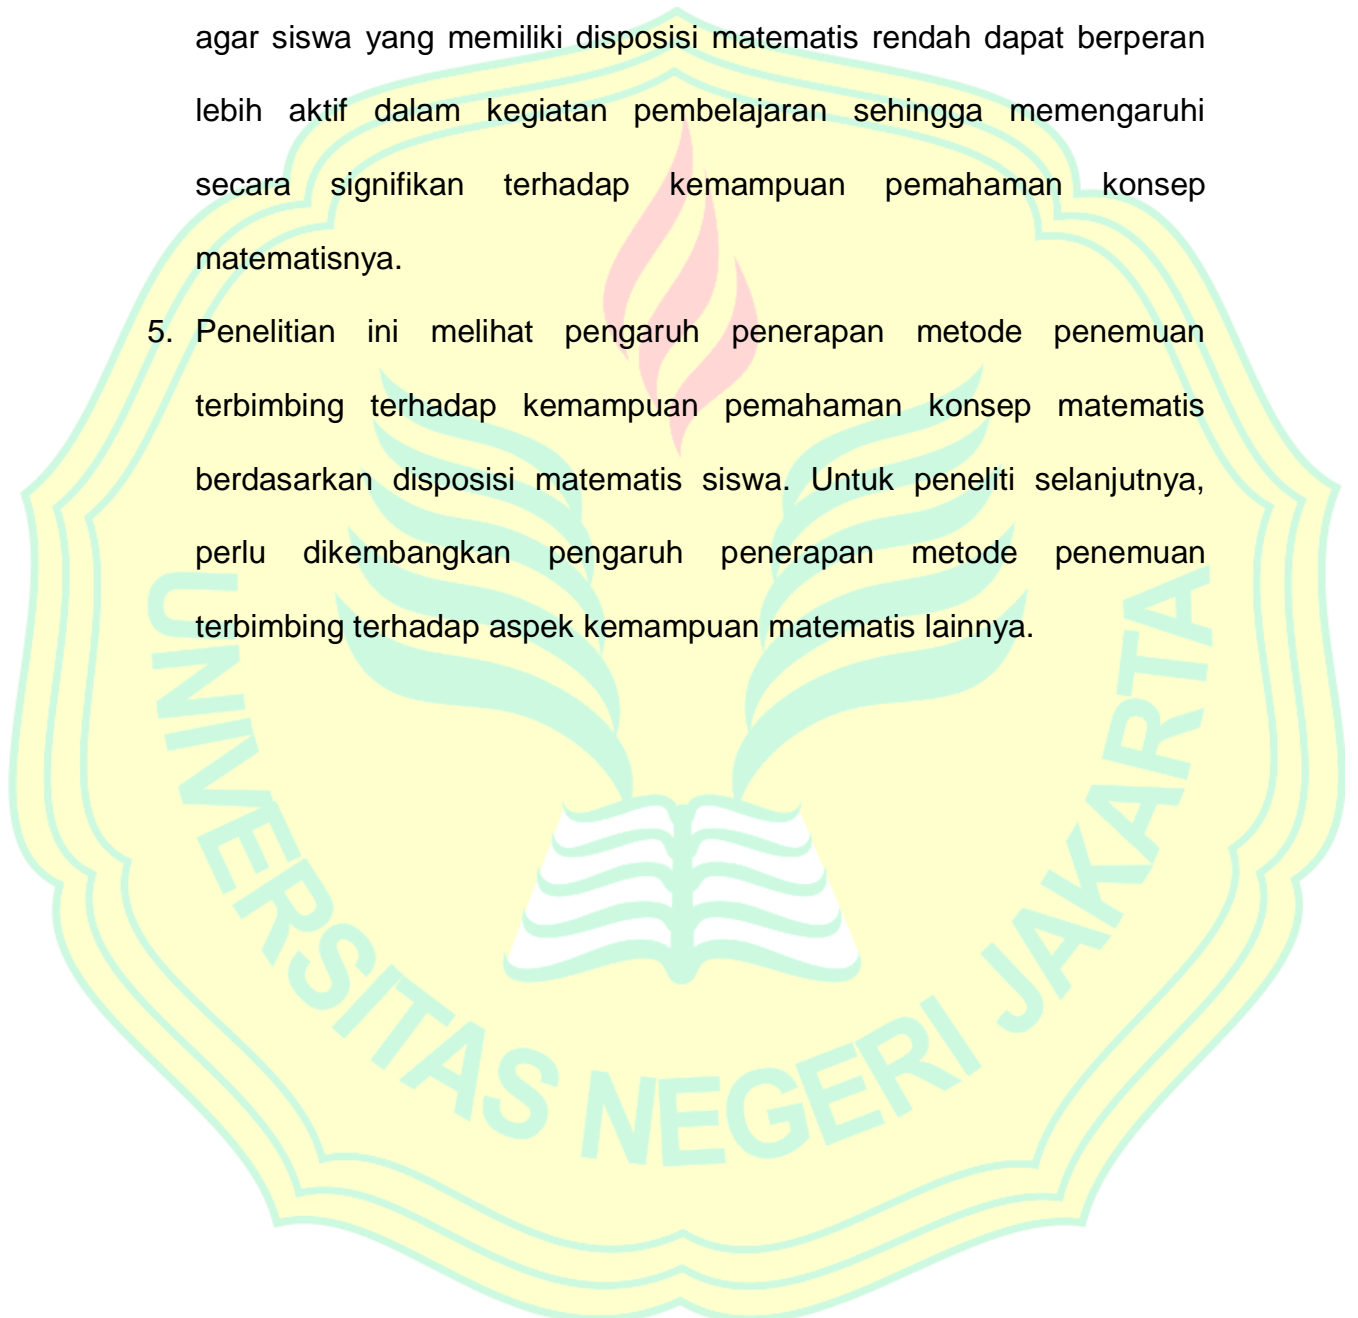 agar siswa yang memiliki disposisi matematis rendah dapat berperan
lebih aktif dalam kegiatan pembelajaran sehingga memengaruhi
secara signifikan terhadap kemampuan pemahaman konsep
matematisnya.
5. Penelitian ini melihat pengaruh penerapan metode penemuan
terbimbing terhadap kemampuan pemahaman konsep matematis
berdasarkan disposisi matematis siswa. Untuk peneliti selanjutnya,
perlu dikembangkan pengaruh penerapan metode penemuan
terbimbing terhadap aspek kemampuan matematis lainnya.
UNIVERSITAS NEGERI JAKARTA